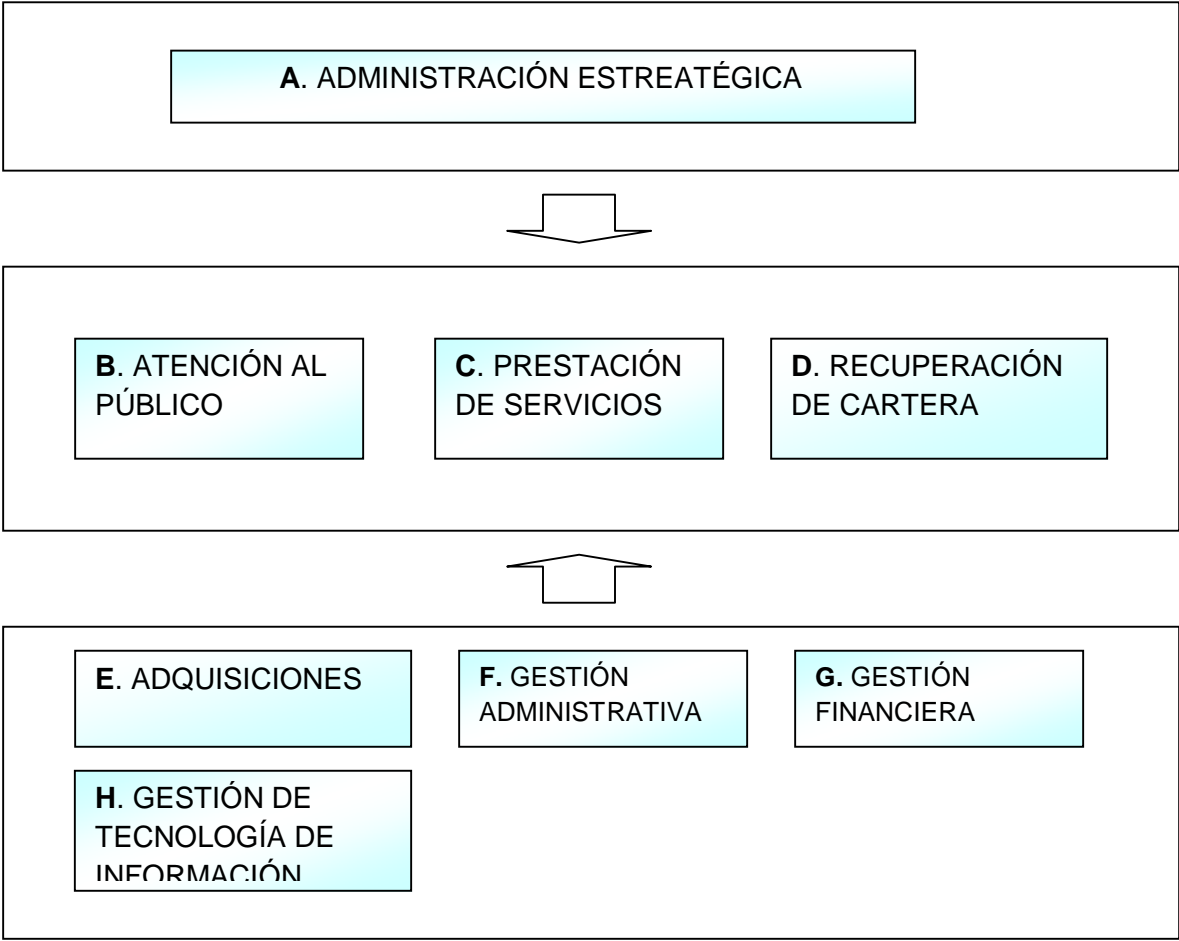 A. ADMINISTRACIÓN ESTREATÉGICA
B. ATENCIÓN AL
PÚBLICO
C. PRESTACIÓN
DE SERVICIOS
D. RECUPERACIÓN
DE CARTERA
E. ADQUISICIONES
F. GESTIÓN
ADMINISTRATIVA
G. GESTIÓN
FINANCIERA
H. GESTIÓN DE
TECNOLOGÍA DE
INFORMACIÓN